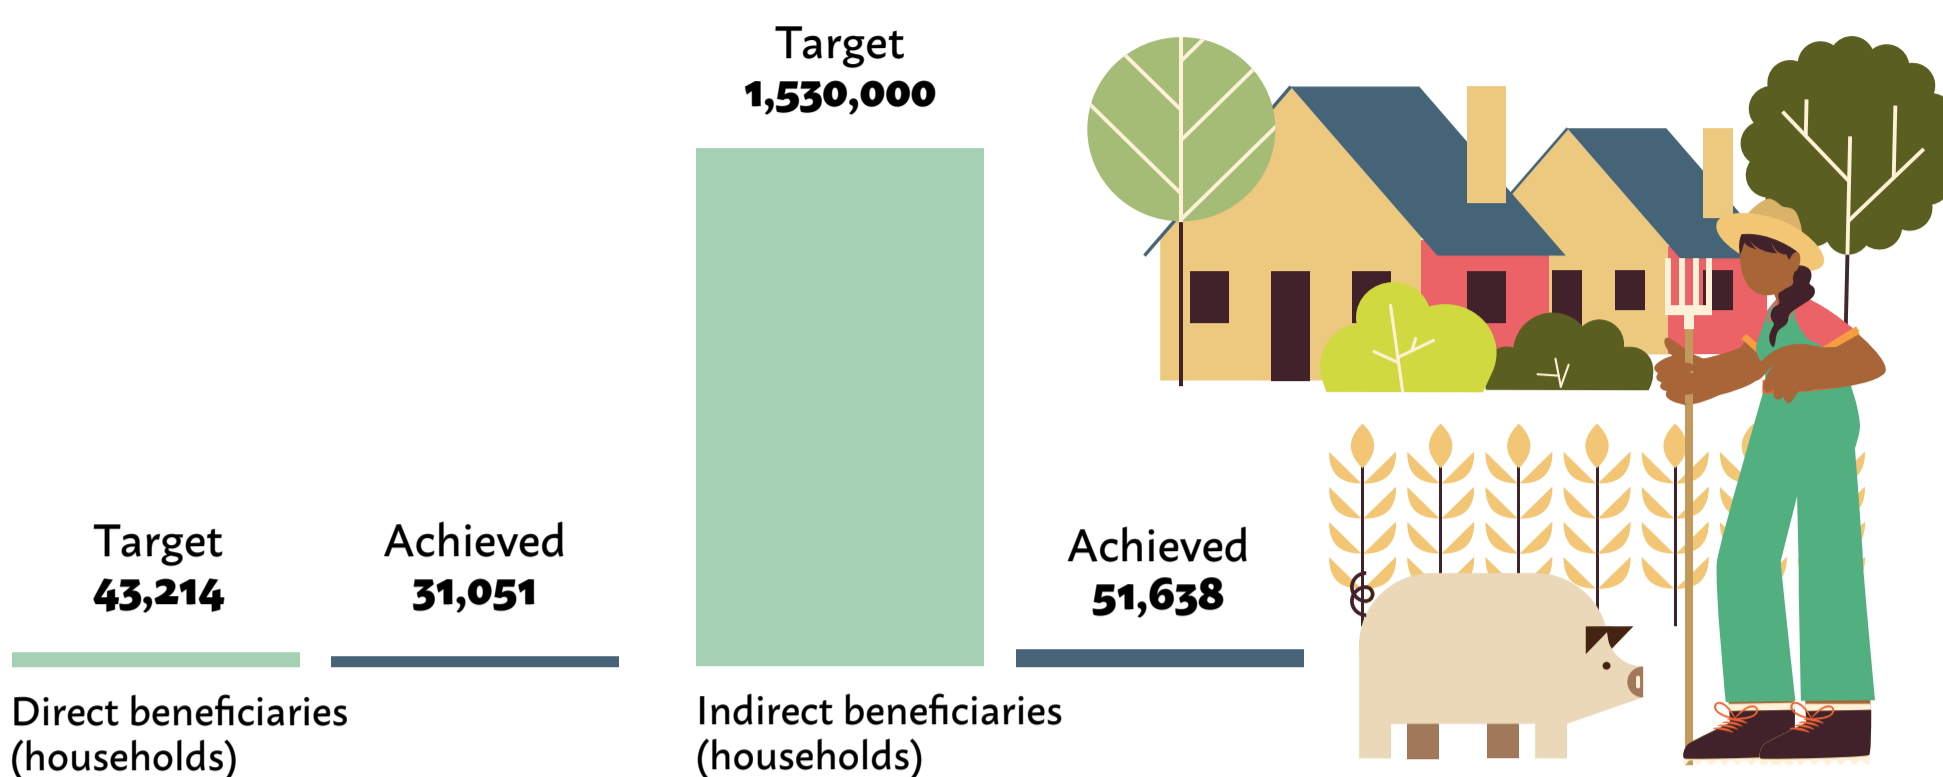 Target
1,530,000
Target
43,214
Achieved
31,051
Achieved
51,638
Direct beneficiaries
(households)
Indirect beneficiaries
(households)